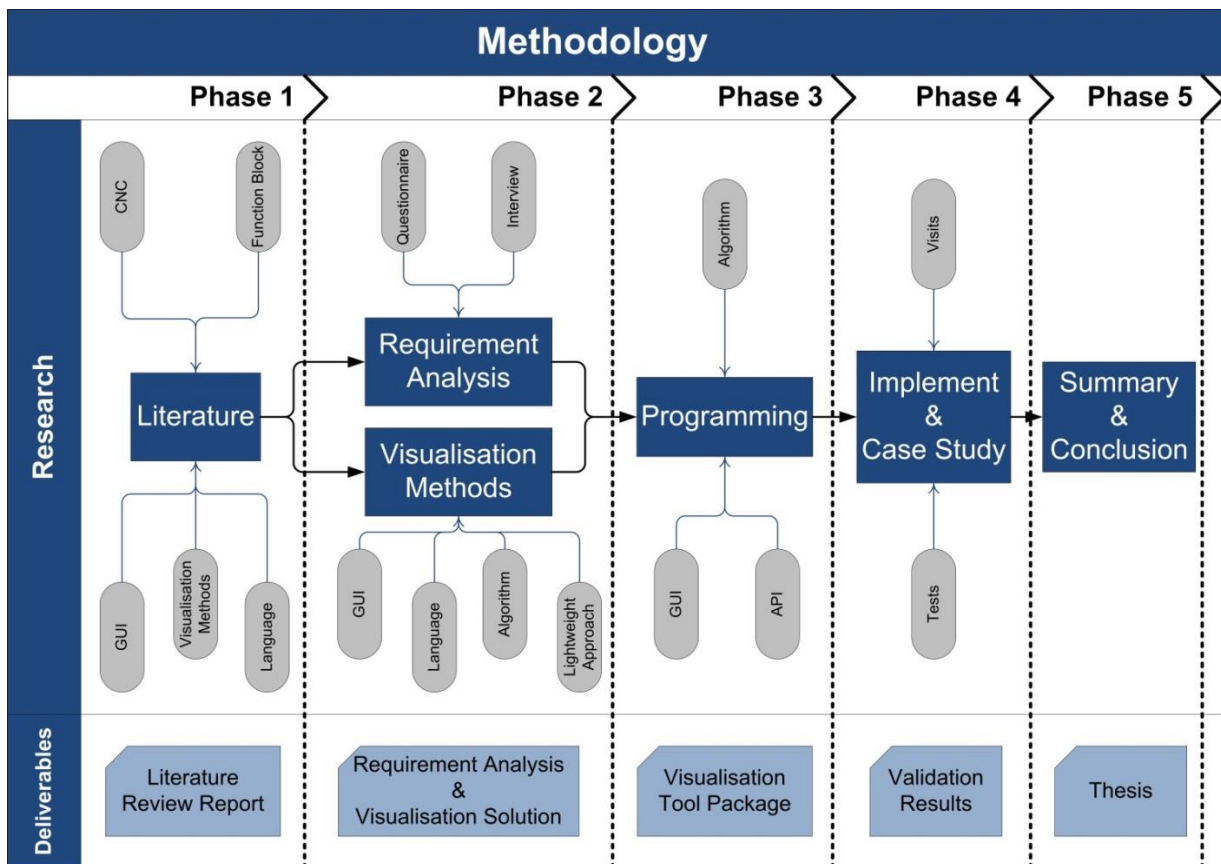 Methodology
Phase 1
Phase 2
Phase 3
Phase 4
Phase 5
Research
CNC
Function Block
Literature
GUI
Visualisation
Methods
Language
Questionnaire
Interview
Requirement
Analysis
Visualisation
Methods
GUI
Language
Algorithm
Lightweight
Approach
Algorithm
Programming
GUI
API
Visits
Implement
&
Case Study
Tests
Summary
&
Conclusion
Deliverables
Literature
Review Report
Requirement Analysis
&
Visualisation Solution
Visualisation
Tool Package
Validation
Results
Thesis